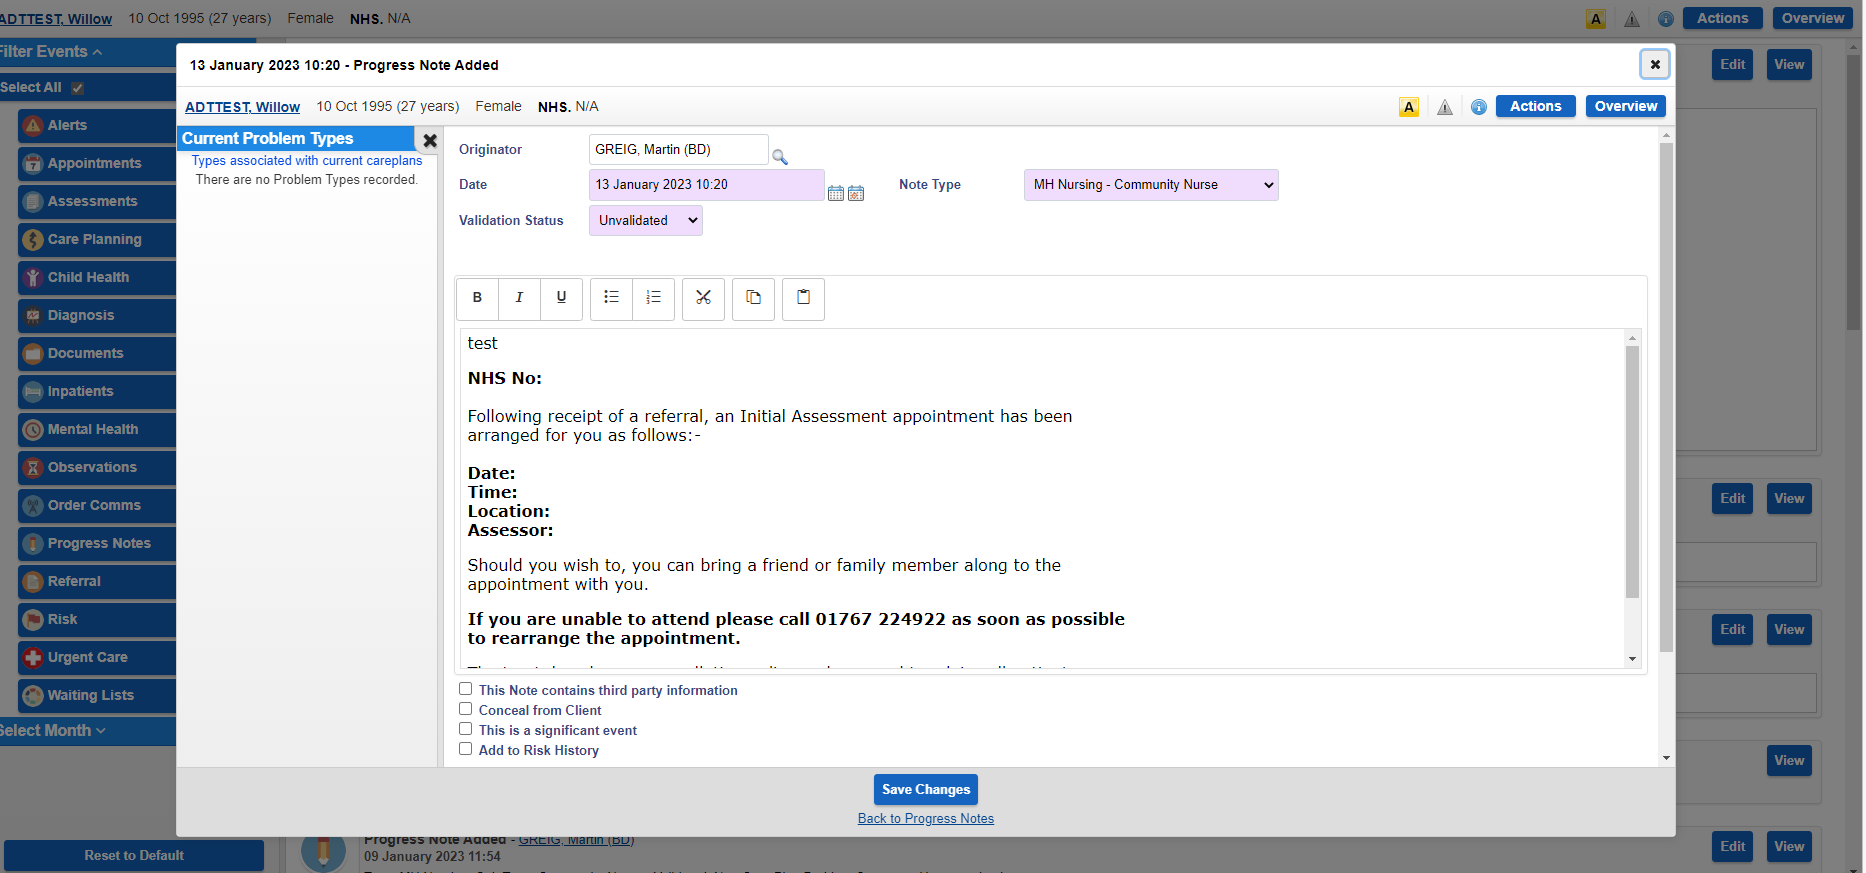 ADTTEST, Willow 10 Oct 1995 (27 years) Female NHS. N/A A Actions Overview
Filter Events
Select All
Alerts
Appointments
Assessments
Care Planning
Child Health
Diagnosis
Documents
Inpatients
Mental Health
Observations
Order Comms
Progress Notes
Referral
Risk
Urgent Care
Waiting Lists
Select Month
Reset to Default
13 January 2023 10:20 - Progress Note Added
ADTTEST, Willow 10 Oct 1995 (27 years) Female NHS. N/A A Actions Overview
Current Problem Types
Types associated with current careplans
There are no Problem Types recorded.
Originator GREIG, Martin (BD)
Date 13 January 2023 10:20 Note Type MH Nursing - Community Nurse
Validation Status Unvalidated
B I U
test
NHS No:
Following receipt of a referral, an Initial Assessment appointment has been
arranged for you as follows:-
Date:
Time:
Location:
Assessor:
Should you wish to, you can bring a friend or family member along to the
appointment with you.
If you are unable to attend please call 01767 224922 as soon as possible
to rearrange the appointment.
This Note contains third party information
Conceal from Client
This is a significant event
Add to Risk History
Save Changes
Back to Progress Notes
Edit View
Edit View
Edit View
View
Progress Note Added - GREIG, Martin (BD)
09 January 2023 11:54
Edit View